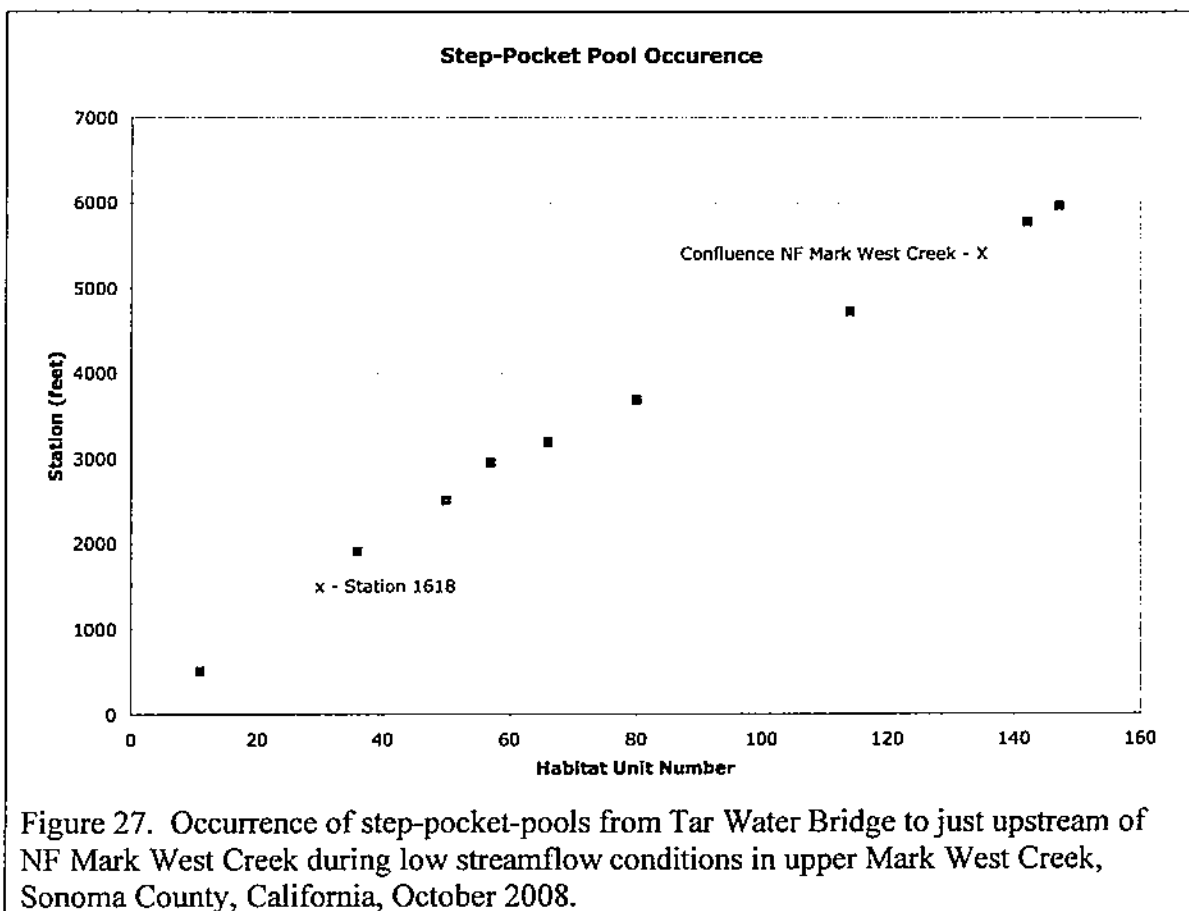 Step-Pocket Pool Occurence
7000
6000
Confluence NF Mark West Creek - X
5000
4000
Station (feet)
3000
2000
x - Station 1618
1000
0
0 20 40 60 80 100 120 140 160
Habitat Unit Number
Figure 27. Occurrence of step-pocket-pools from Tar Water Bridge to just upstream of
NF Mark West Creek during low streamflow conditions in upper Mark West Creek,
Sonoma County, California, October 2008.